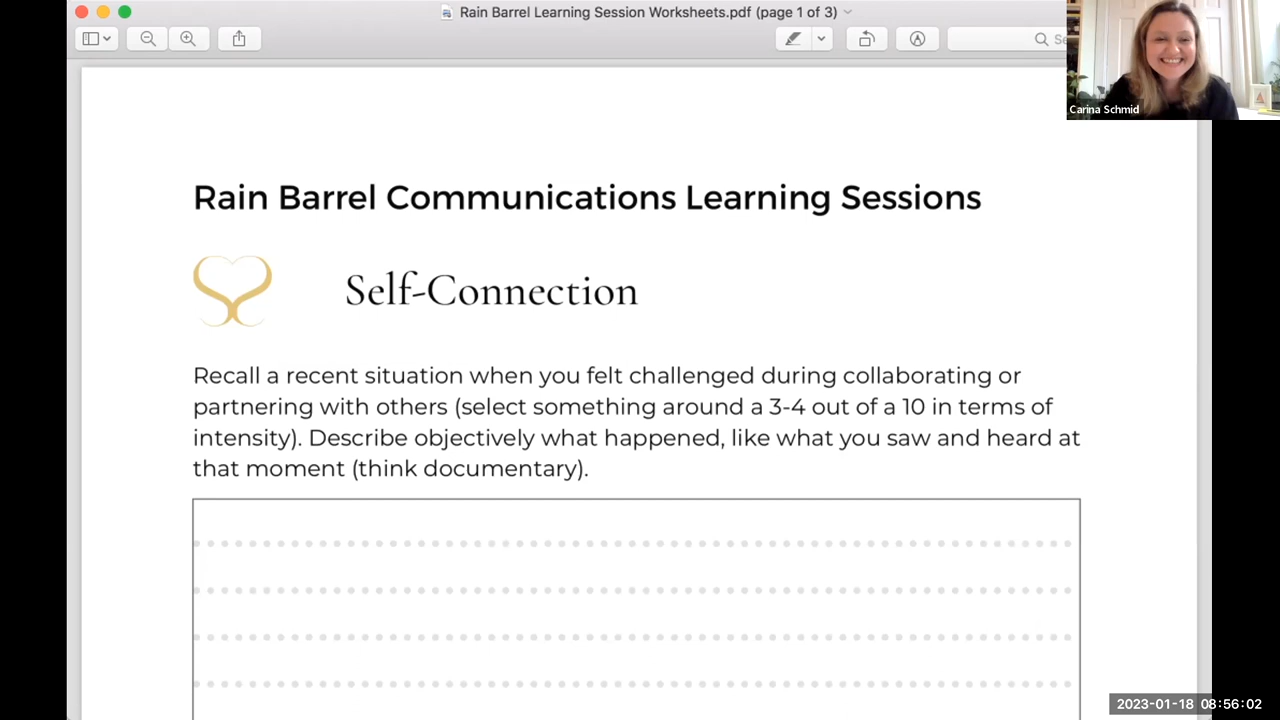 Rain Barrel Learning Session Worksheets.pdf (page 1 of 3)
Carina Schmid
Rain Barrel Communications Learning Sessions
Self-Connection
Recall a recent situation when you felt challenged during collaborating or
partnering with others (select something around a 3-4 out of a 10 in terms of
intensity). Describe objectively what happened, like what you saw and heard at
that moment (think documentary).
2023-01-18 08:56:02